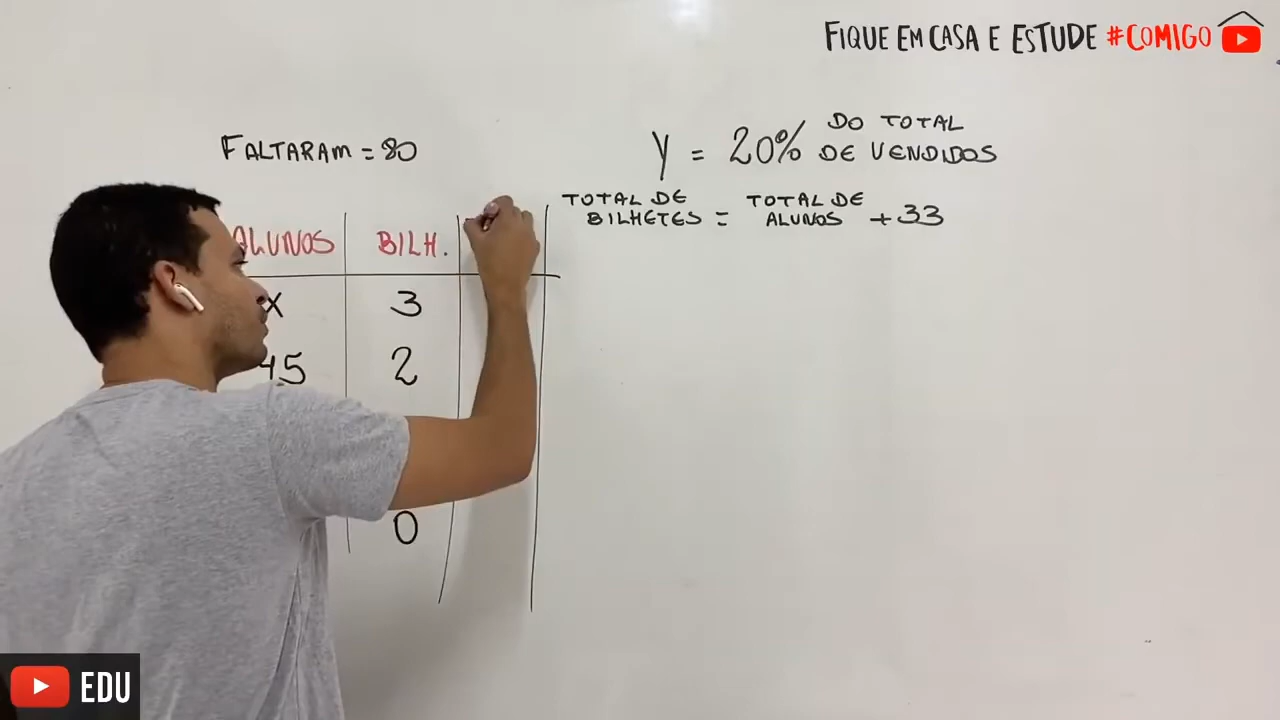 FIQUE EM CASA E ESTUDE #COMIGO
FALTARAM = 80
Y = 20% DO TOTAL
DE VENDIDOS
TOTAL DE
BILHETES = TOTAL DE
ALUNOS + 33
ALUNOS BILH.
X 3
45 2
0
EDU